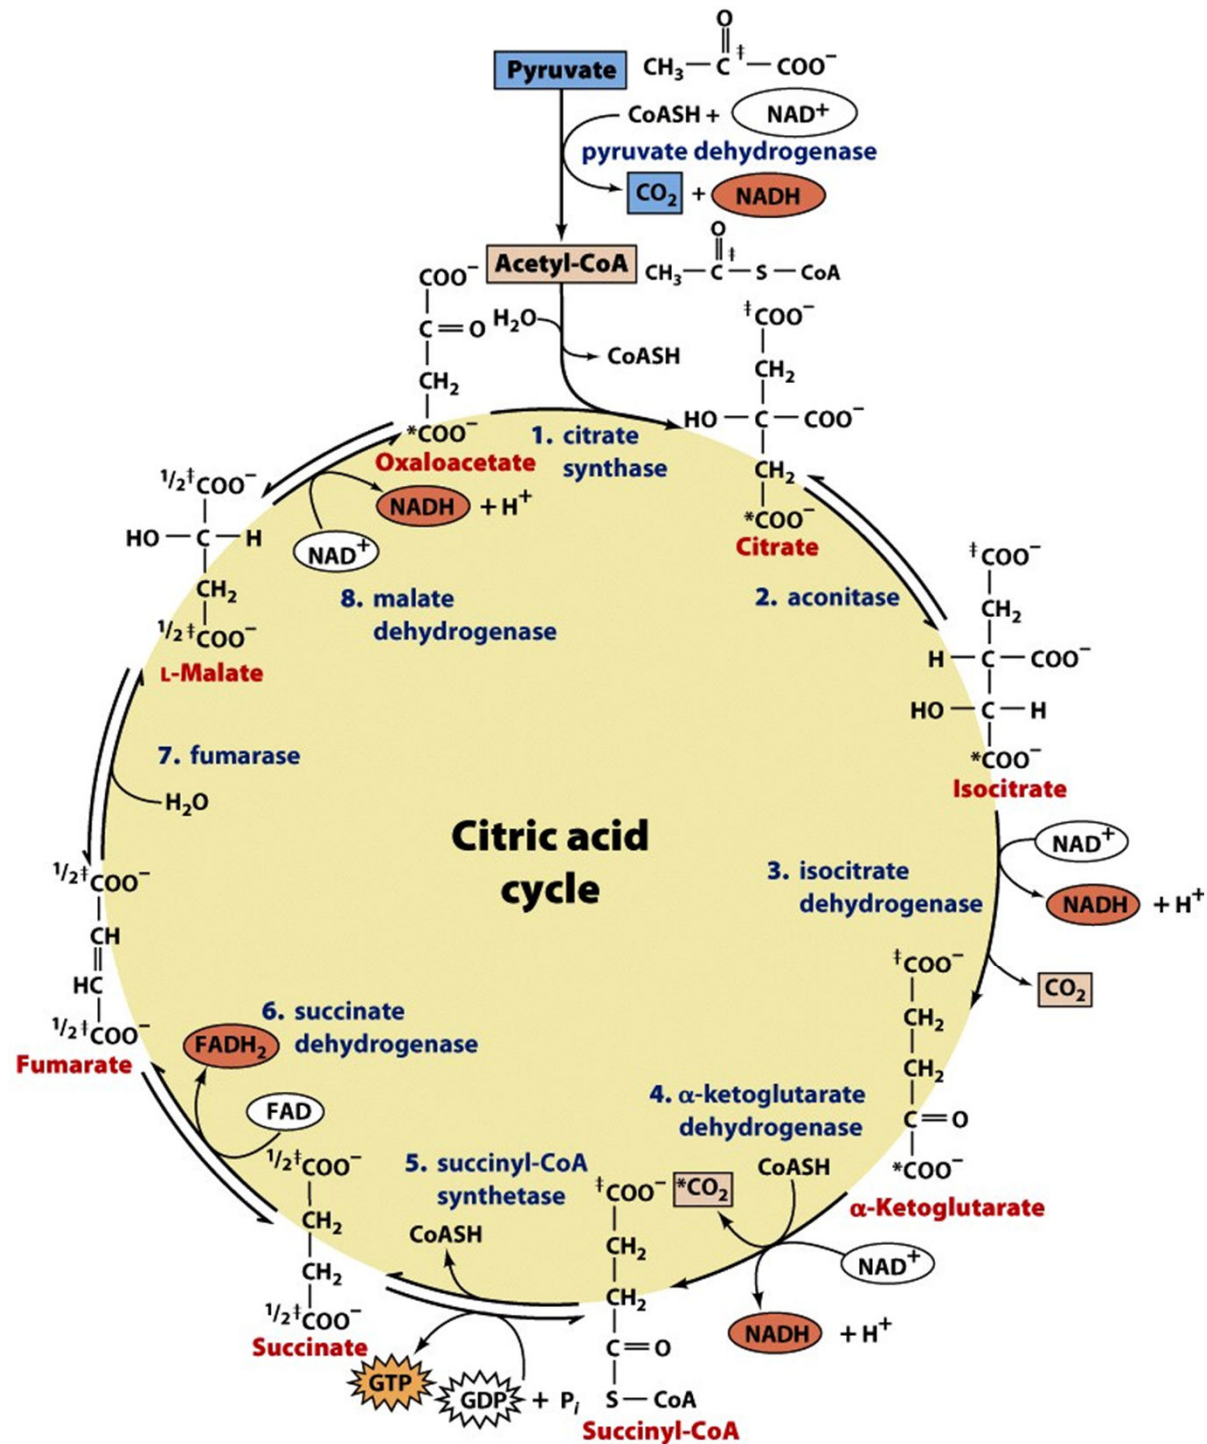 Pyruvate
O
‖ ‡
CH₃—C—COO⁻
CoASH + NAD⁺
pyruvate dehydrogenase
CO₂ + NADH
Acetyl-CoA
O
‖ ‡
CH₃—C—S—CoA
H₂O
CoASH
COO⁻
C=O
CH₂
*COO⁻
Oxaloacetate
1. citrate
synthase
‡COO⁻
CH₂
HO—C—COO⁻
CH₂
*COO⁻
Citrate
2. aconitase
‡COO⁻
CH₂
H—C—COO⁻
HO—C—H
*COO⁻
Isocitrate
3. isocitrate
dehydrogenase
NAD⁺
NADH + H⁺
CO₂
‡COO⁻
CH₂
CH₂
C=O
*COO⁻
α-Ketoglutarate
4. α-ketoglutarate
dehydrogenase
CoASH
*CO₂
NAD⁺
NADH + H⁺
‡COO⁻
CH₂
CH₂
C=O
S—CoA
Succinyl-CoA
5. succinyl-CoA
synthetase
CoASH
GTP
GDP + Pᵢ
1/2‡COO⁻
CH₂
CH₂
1/2‡COO⁻
Succinate
6. succinate
dehydrogenase
FADH₂
FAD
1/2‡COO⁻
CH
‖
HC
1/2‡COO⁻
Fumarate
7. fumarase
H₂O
1/2‡COO⁻
HO—C—H
CH₂
1/2‡COO⁻
L-Malate
8. malate
dehydrogenase
NAD⁺
NADH + H⁺
Citric acid
cycle